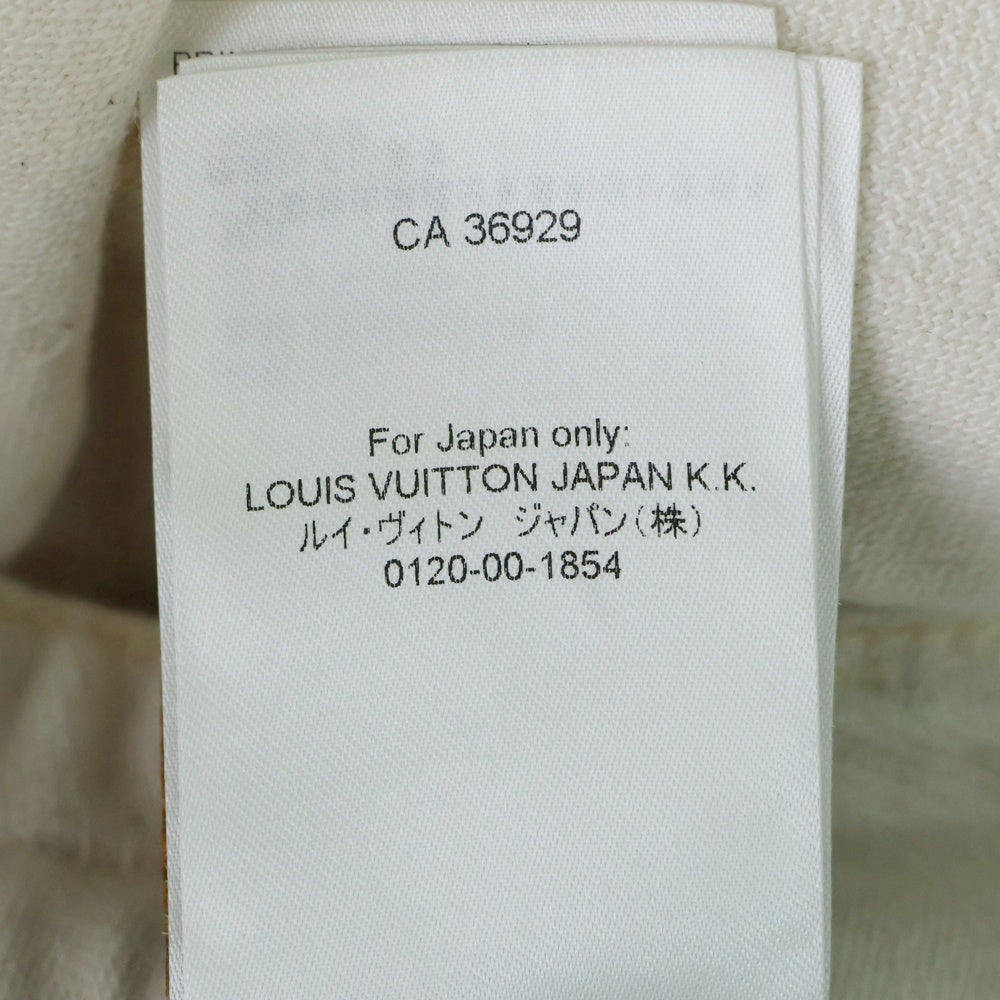 CA 36929
For Japan only:
LOUIS VUITTON JAPAN K.K.
ルイ・ヴィトン ジャパン(株)
0120-00-1854